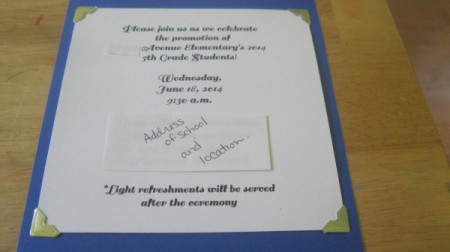 Please join us as we celebrate
the promotion of
Avenue Elementary's 2014
5th Grade Students!
Wednesday,
June 18, 2014
9:30 a.m.
Address
of school
and
location.
*Light refreshments will be served
after the ceremony